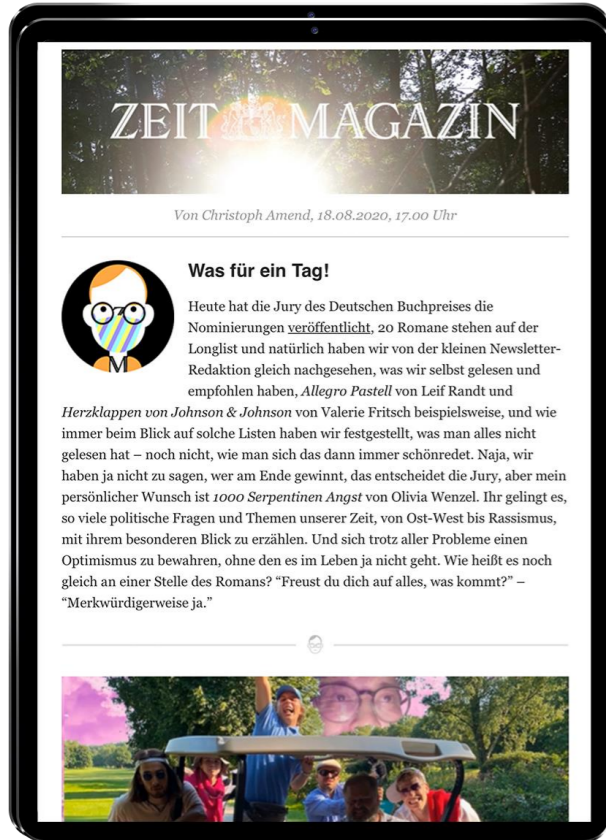 ZEIT MAGAZIN
Von Christoph Amend, 18.08.2020, 17.00 Uhr
Was für ein Tag!
Heute hat die Jury des Deutschen Buchpreises die
Nominierungen veröffentlicht, 20 Romane stehen auf der
Longlist und natürlich haben wir von der kleinen Newsletter-
Redaktion gleich nachgesehen, was wir selbst gelesen und
empfohlen haben, Allegro Pastell von Leif Randt und
Herzklappen von Johnson & Johnson von Valerie Fritsch beispielsweise, und wie
immer beim Blick auf solche Listen haben wir festgestellt, was man alles nicht
gelesen hat – noch nicht, wie man sich das dann immer schönredet. Naja, wir
haben ja nicht zu sagen, wer am Ende gewinnt, das entscheidet die Jury, aber mein
persönlicher Wunsch ist 1000 Serpentinen Angst von Olivia Wenzel. Ihr gelingt es,
so viele politische Fragen und Themen unserer Zeit, von Ost-West bis Rassismus,
mit ihrem besonderen Blick zu erzählen. Und sich trotz aller Probleme einen
Optimismus zu bewahren, ohne den es im Leben ja nicht geht. Wie heißt es noch
gleich an einer Stelle des Romans? “Freust du dich auf alles, was kommt?” –
“Merkwürdigerweise ja.”